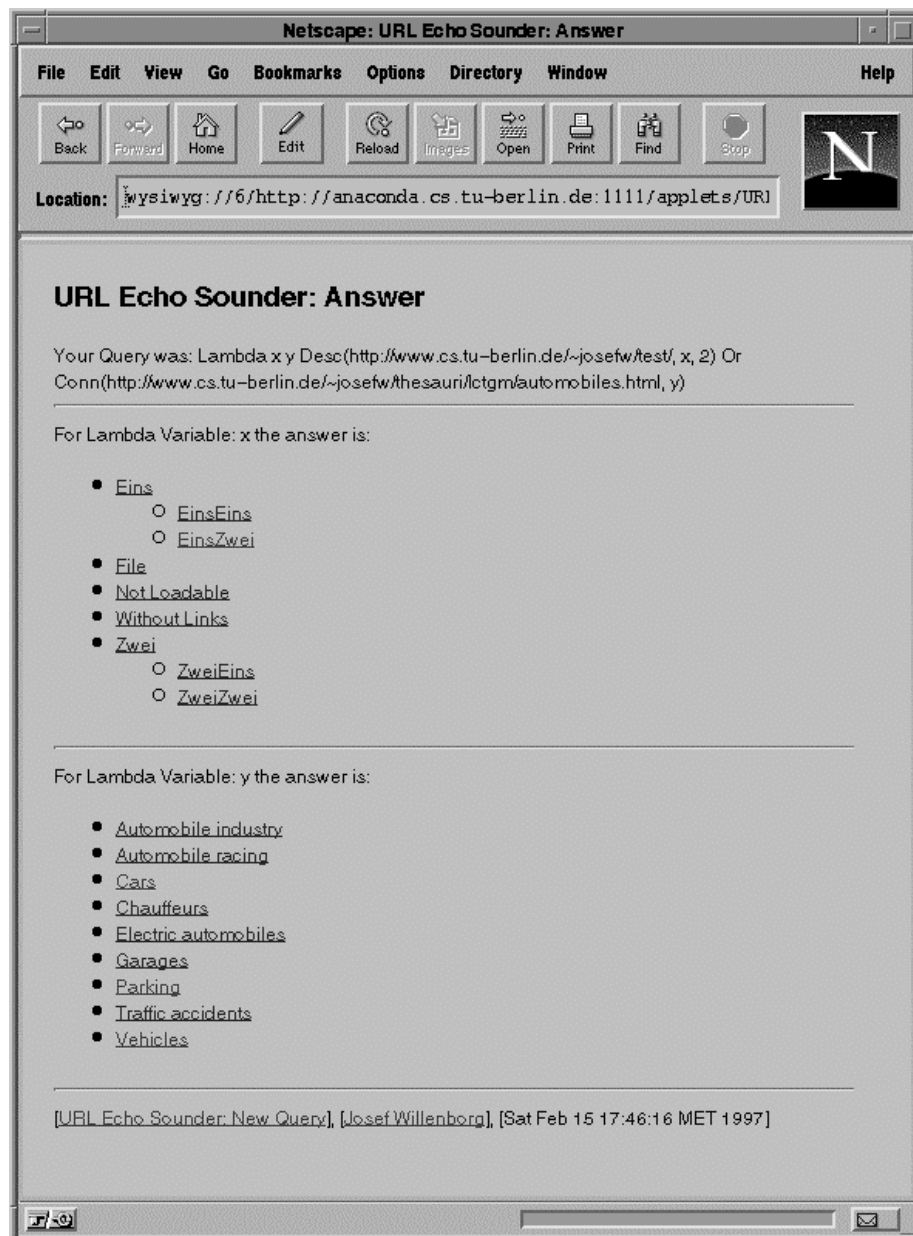 Netscape: URL Echo Sounder: Answer
File Edit View Go Bookmarks Options Directory Window Help
Back Forward Home Edit Reload Images Open Print Find Stop
N
Location: wysiwyg://6/http://anaconda.cs.tu-berlin.de:1111/applets/URl
URL Echo Sounder: Answer
Your Query was: Lambda x y Desc(http://www.cs.tu–berlin.de/~josefw/test/, x, 2) Or
Conn(http://www.cs.tu–berlin.de/~josefw/thesauri/lctgm/automobiles.html, y)
For Lambda Variable: x the answer is:
Eins
EinsEins
EinsZwei
File
Not Loadable
Without Links
Zwei
ZweiEins
ZweiZwei
For Lambda Variable: y the answer is:
Automobile industry
Automobile racing
Cars
Chauffeurs
Electric automobiles
Garages
Parking
Traffic accidents
Vehicles
[URL Echo Sounder: New Query], [Josef Willenborg], [Sat Feb 15 17:46:16 MET 1997]